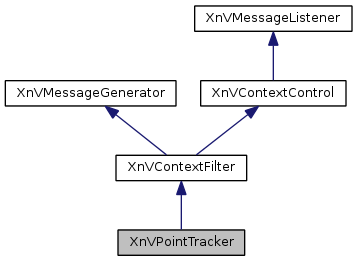 XnVMessageListener
XnVMessageGenerator
XnVContextControl
XnVContextFilter
XnVPointTracker